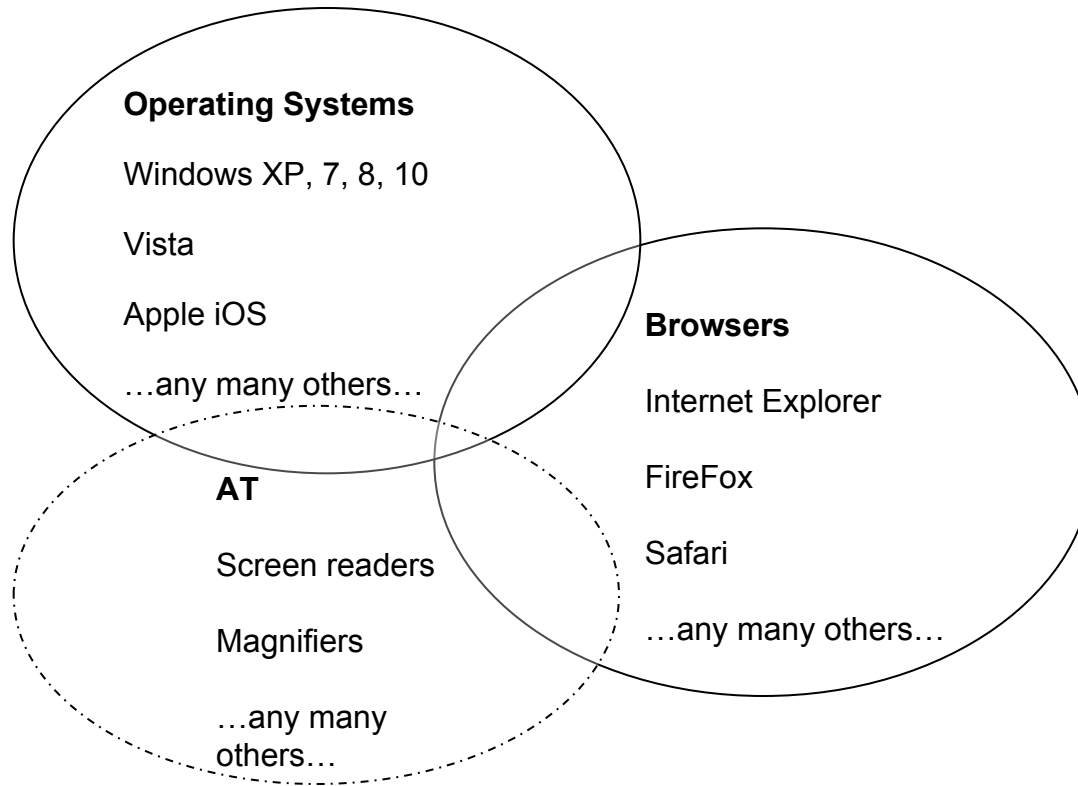 Operating Systems
Windows XP, 7, 8, 10
Vista
Apple iOS
…any many others…
Browsers
Internet Explorer
FireFox
Safari
…any many others…
AT
Screen readers
Magnifiers
…any many
others…